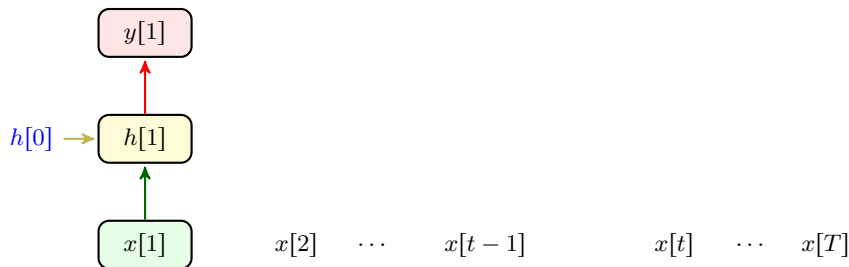 y[1]
h[0] h[1]
x[1] x[2] ··· x[t − 1] x[t] ··· x[T]